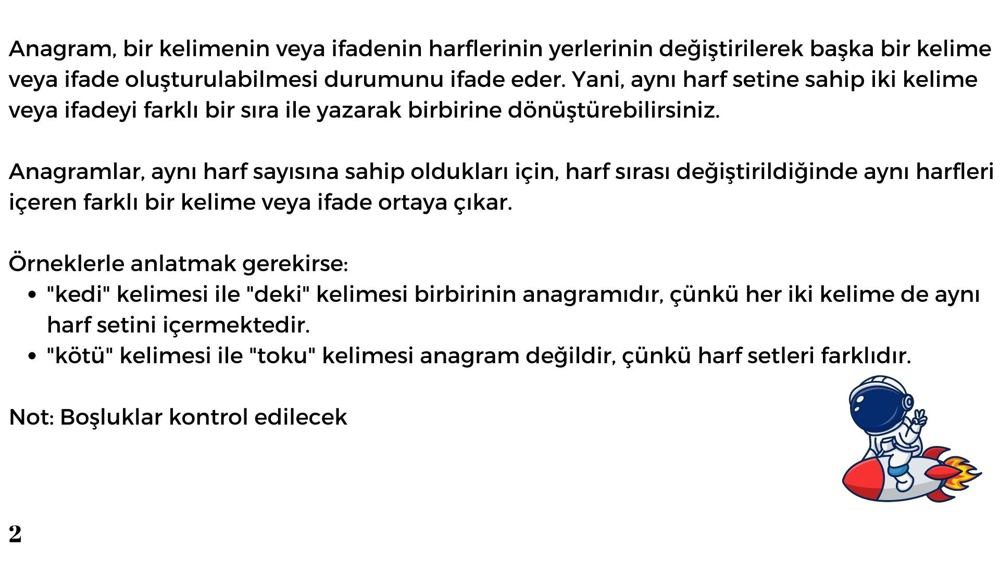 Anagram, bir kelimenin veya ifadenin harflerinin yerlerinin değiştirilerek başka bir kelime
veya ifade oluşturulabilmesi durumunu ifade eder. Yani, aynı harf setine sahip iki kelime
veya ifadeyi farklı bir sıra ile yazarak birbirine dönüştürebilirsiniz.
Anagramlar, aynı harf sayısına sahip oldukları için, harf sırası değiştirildiğinde aynı harfleri
içeren farklı bir kelime veya ifade ortaya çıkar.
Örneklerle anlatmak gerekirse:
• "kedi" kelimesi ile "deki" kelimesi birbirinin anagramıdır, çünkü her iki kelime de aynı
harf setini içermektedir.
• "kötü" kelimesi ile "toku" kelimesi anagram değildir, çünkü harf setleri farklıdır.
Not: Boşluklar kontrol edilecek
2